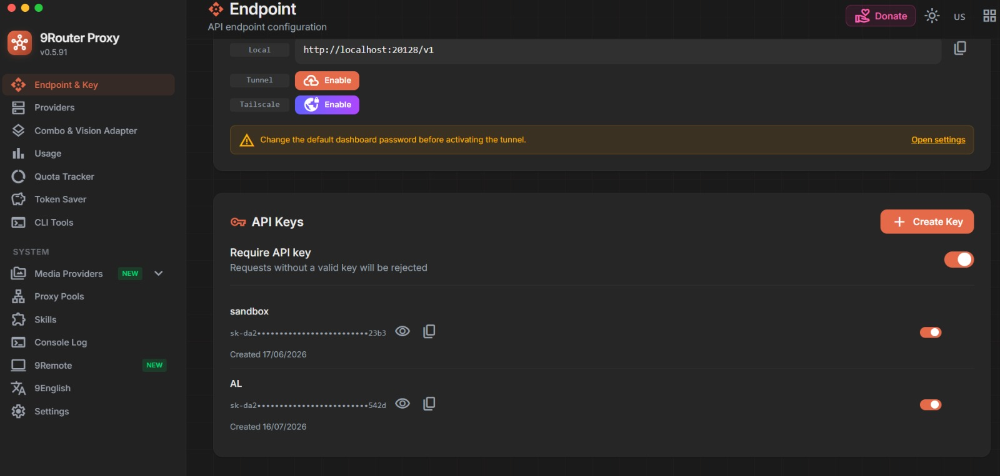 9Router Proxy
v0.5.91
Endpoint & Key
Providers
Combo & Vision Adapter
Usage
Quota Tracker
Token Saver
CLI Tools
SYSTEM
Media Providers NEW
Proxy Pools
Skills
Console Log
9Remote NEW
9English
Settings
Endpoint
API endpoint configuration
Donate
US
Local http://localhost:20128/v1
Tunnel Enable
Tailscale Enable
Change the default dashboard password before activating the tunnel. Open settings
API Keys
Create Key
Require API key
Requests without a valid key will be rejected
sandbox
sk-da2•••••••••••••••••••••••••23b3
Created 17/06/2026
AL
sk-da2•••••••••••••••••••••••••542d
Created 16/07/2026